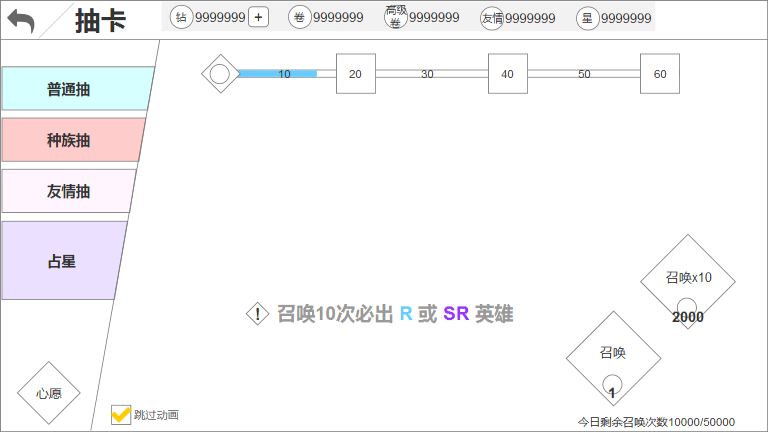 抽卡
钻 9999999 +
卷 9999999
高级卷 9999999
友情 9999999
星 9999999
10 20 30 40 50 60
普通抽
种族抽
友情抽
占星
召唤x10
2000
! 召唤10次必出 R 或 SR 英雄
召唤
1
心愿
跳过动画
今日剩余召唤次数10000/50000